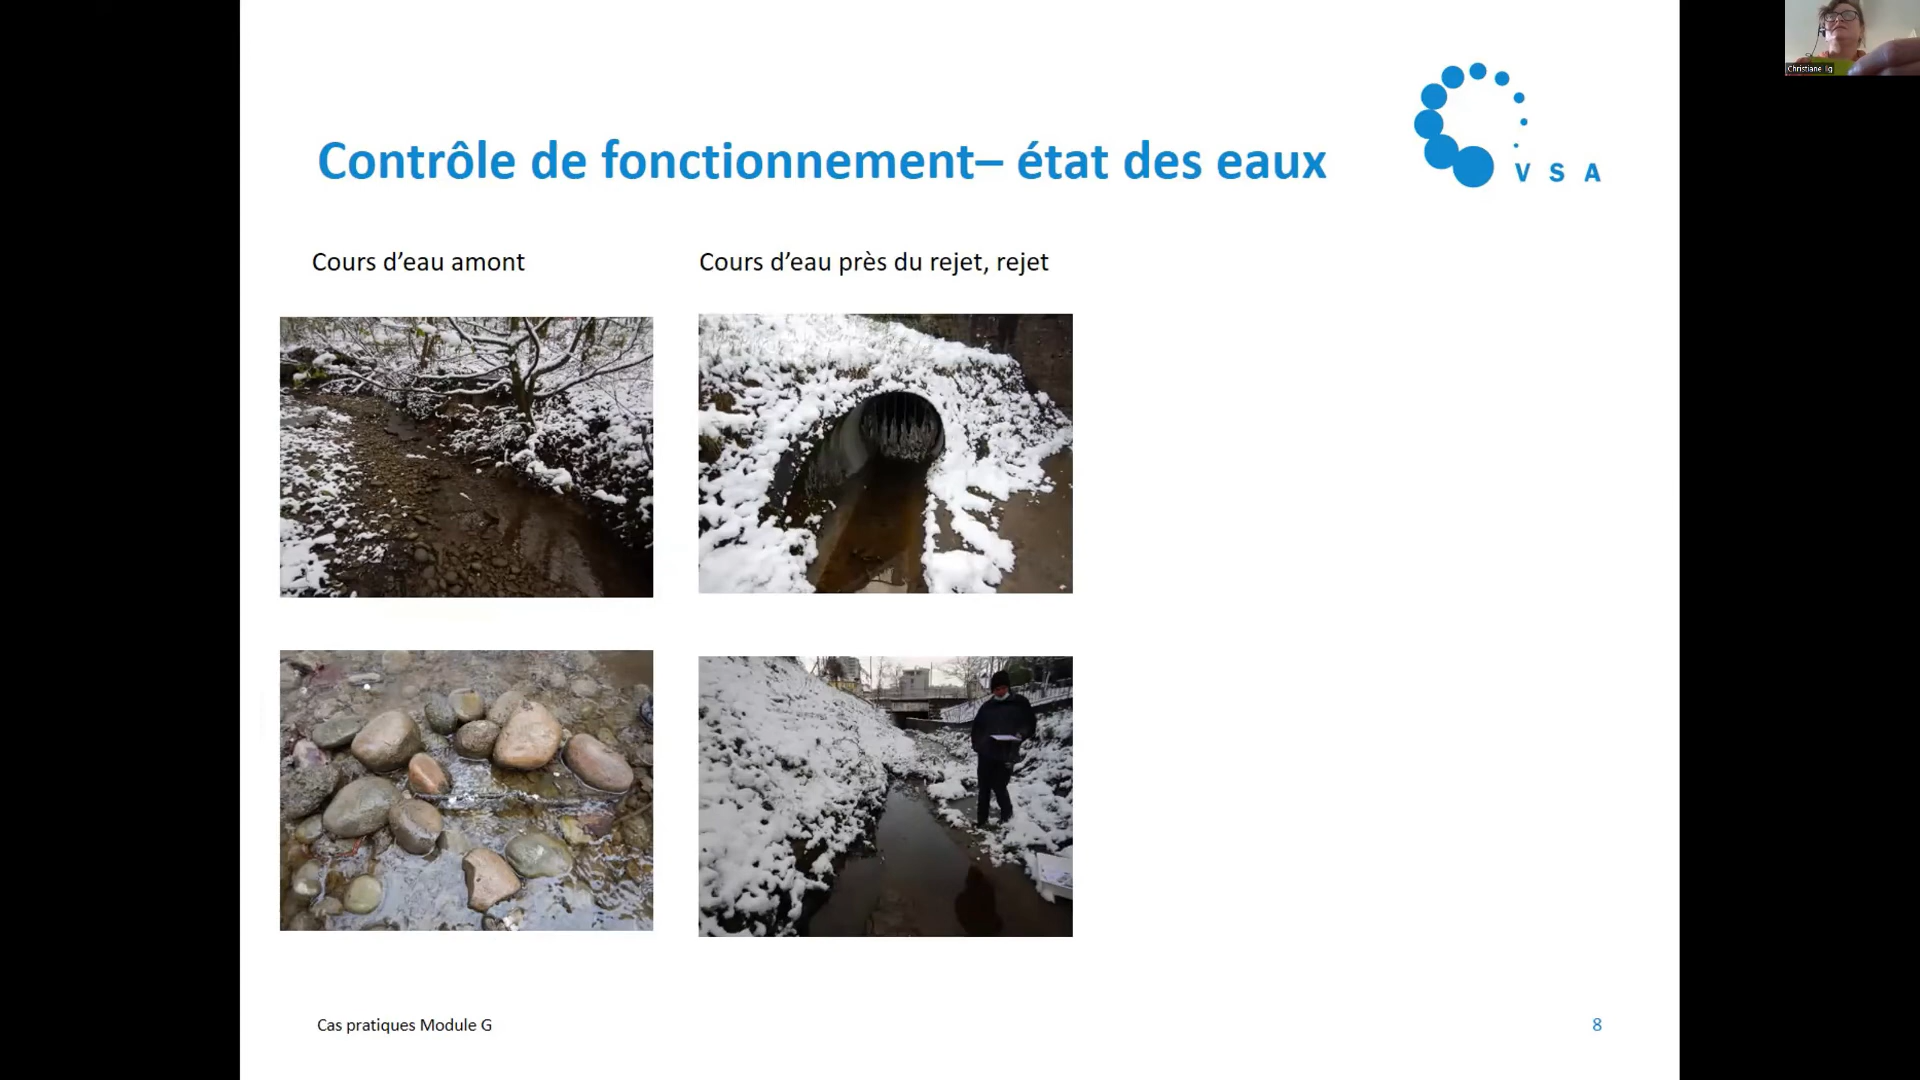 Christiane Ilg
Contrôle de fonctionnement– état des eaux
VSA
Cours d’eau amont
Cours d’eau près du rejet, rejet
Cas pratiques Module G
8